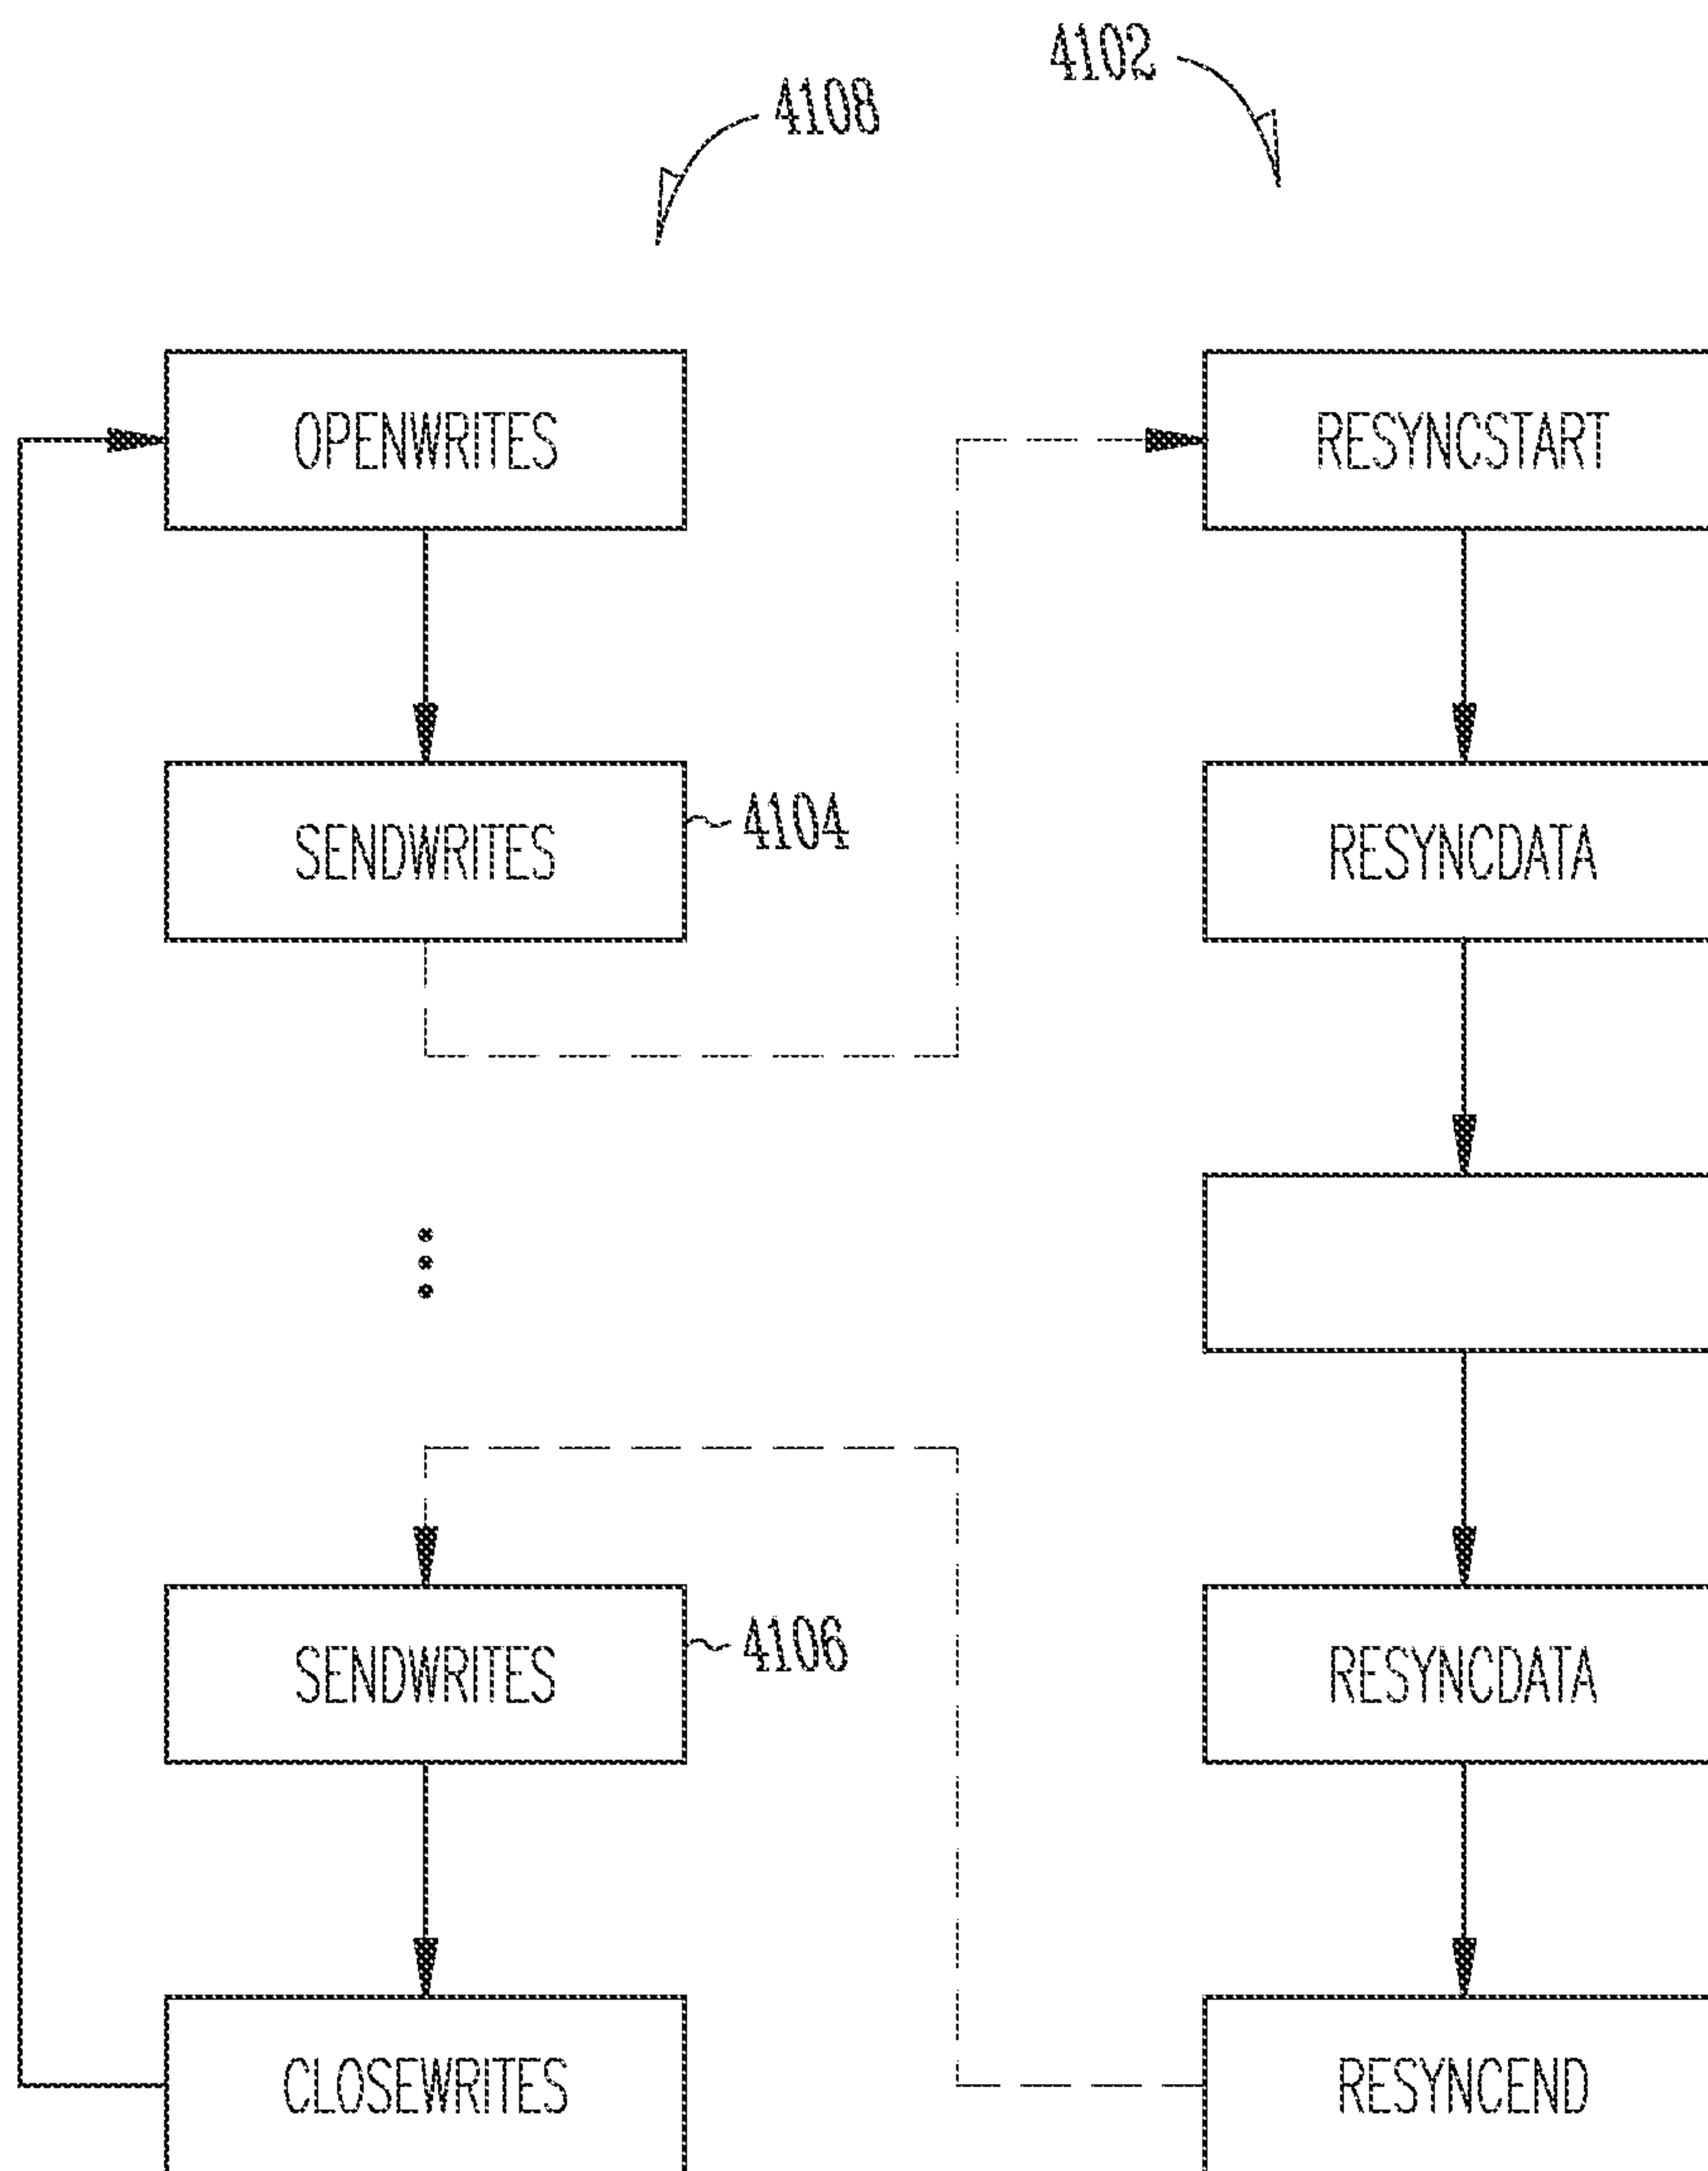 4102
4108
OPENWRITES
RESYNCSTART
SENDWRITES
4104
RESYNCDATA
SENDWRITES
4106
RESYNCDATA
CLOSEWRITES
RESYNCEND